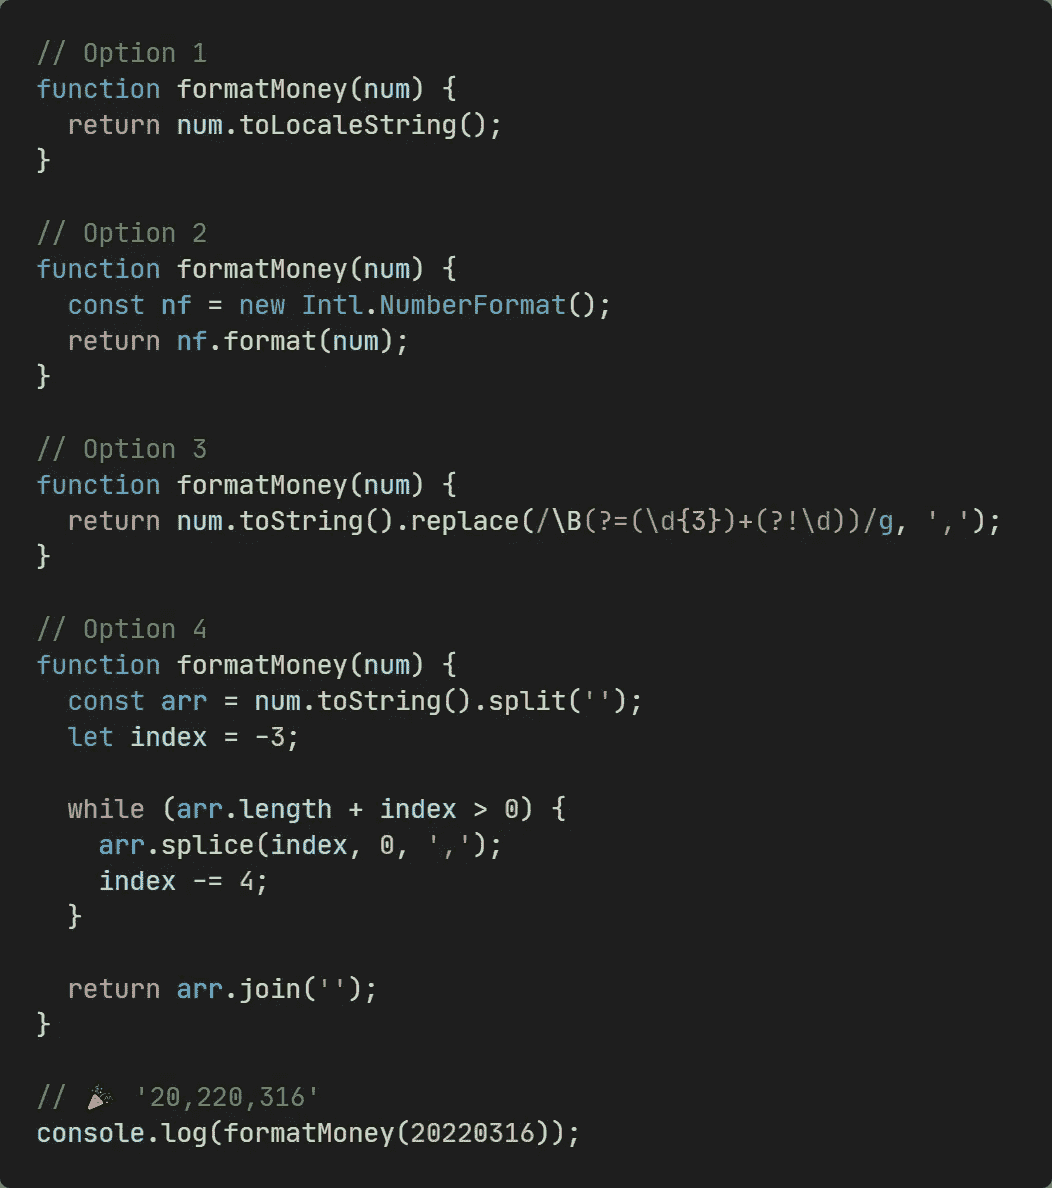 // Option 1
function formatMoney(num) {
  return num.toLocaleString();
}

// Option 2
function formatMoney(num) {
  const nf = new Intl.NumberFormat();
  return nf.format(num);
}

// Option 3
function formatMoney(num) {
  return num.toString().replace(/\B(?=(\d{3})+(?!\d))/g, ',');
}

// Option 4
function formatMoney(num) {
  const arr = num.toString().split('');
  let index = -3;

  while (arr.length + index > 0) {
    arr.splice(index, 0, ',');
    index -= 4;
  }

  return arr.join('');
}

// 🎉 '20,220,316'
console.log(formatMoney(20220316));